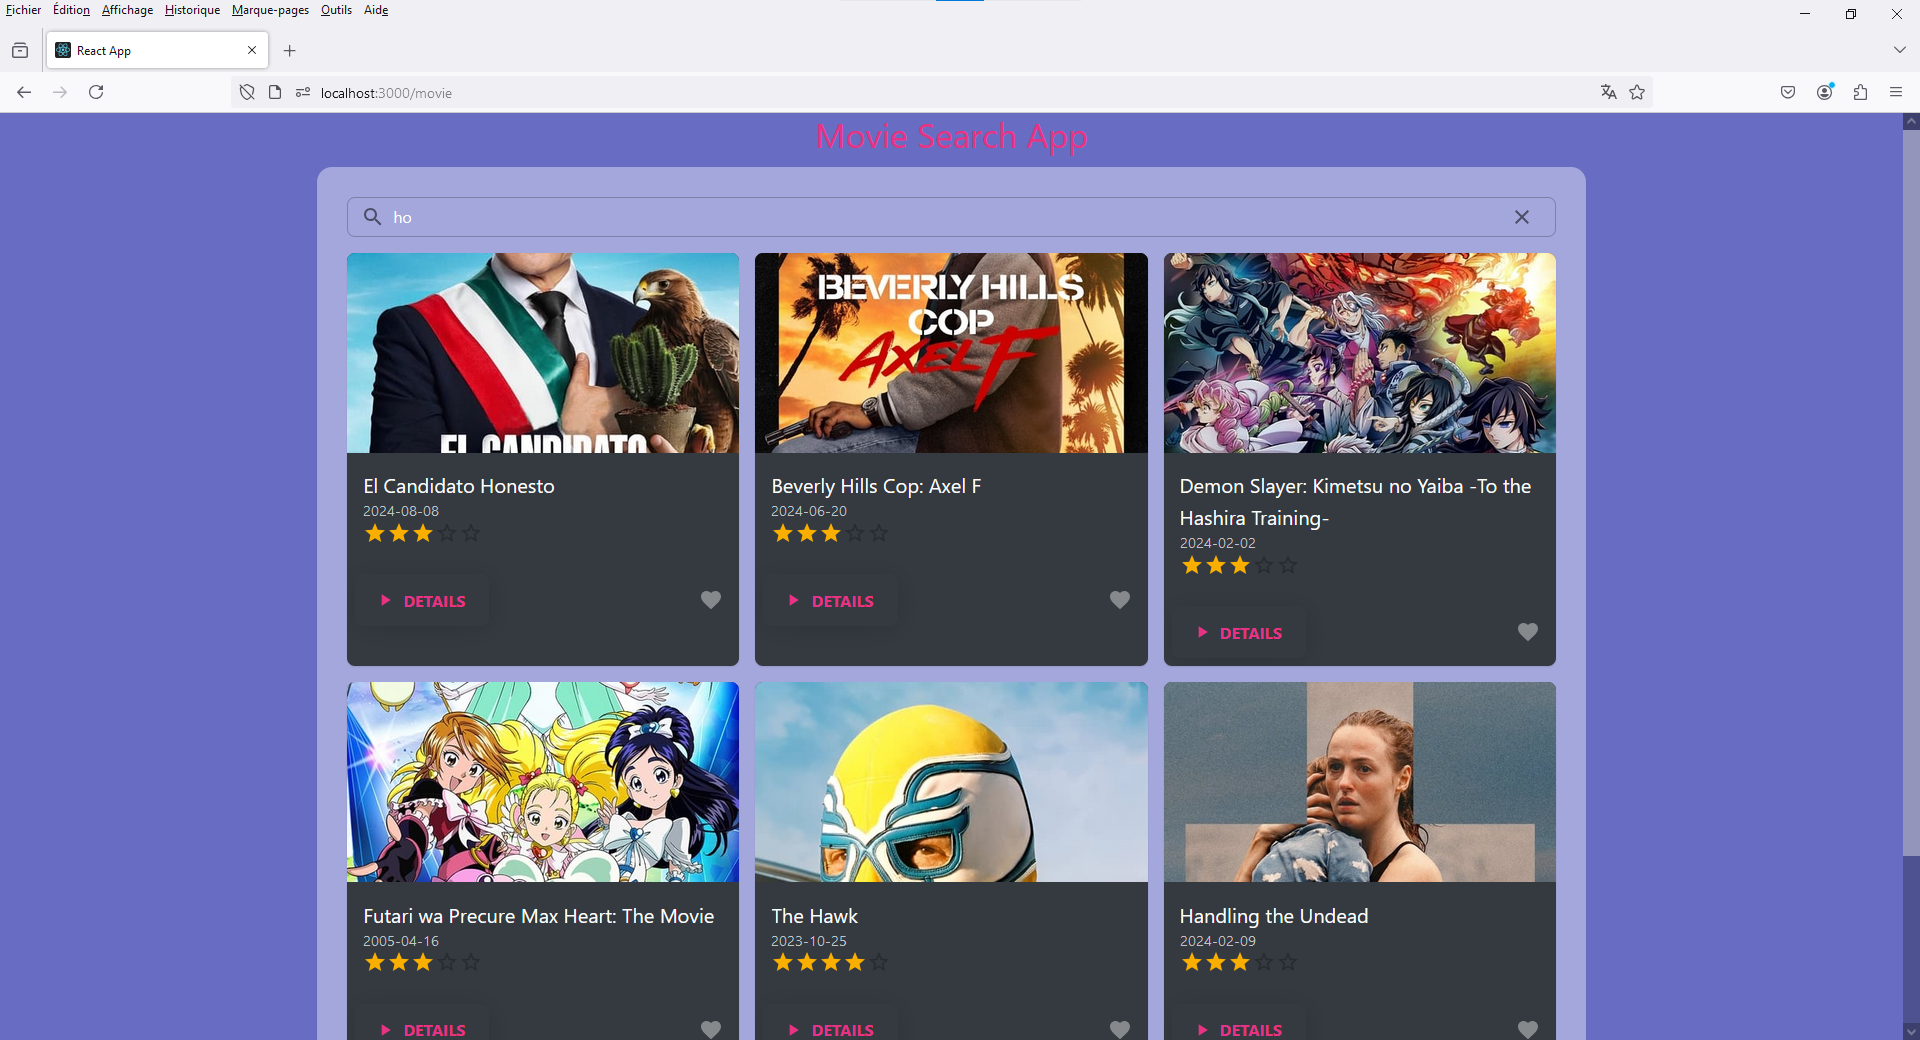 Fichier Édition Affichage Historique Marque-pages Outils Aide
React App
localhost:3000/movie
Movie Search App
ho
EL CANDIDATO
BEVERLY HILLS
COP
AXEL F
El Candidato Honesto
2024-08-08
DETAILS
Beverly Hills Cop: Axel F
2024-06-20
DETAILS
Demon Slayer: Kimetsu no Yaiba -To the
Hashira Training-
2024-02-02
DETAILS
Futari wa Precure Max Heart: The Movie
2005-04-16
DETAILS
The Hawk
2023-10-25
DETAILS
Handling the Undead
2024-02-09
DETAILS